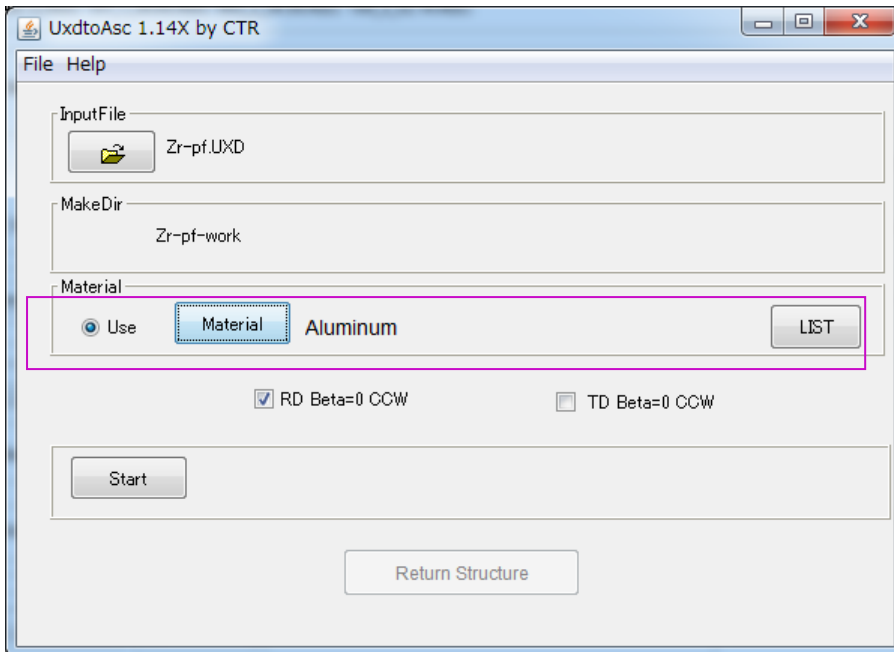 UxdtoAsc 1.14X by CTR
File Help
InputFile
Zr-pf.UXD
MakeDir
Zr-pf-work
Material
Use Material Aluminum LIST
RD Beta=0 CCW TD Beta=0 CCW
Start
Return Structure